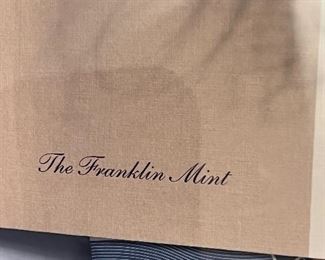 The Franklin Mint